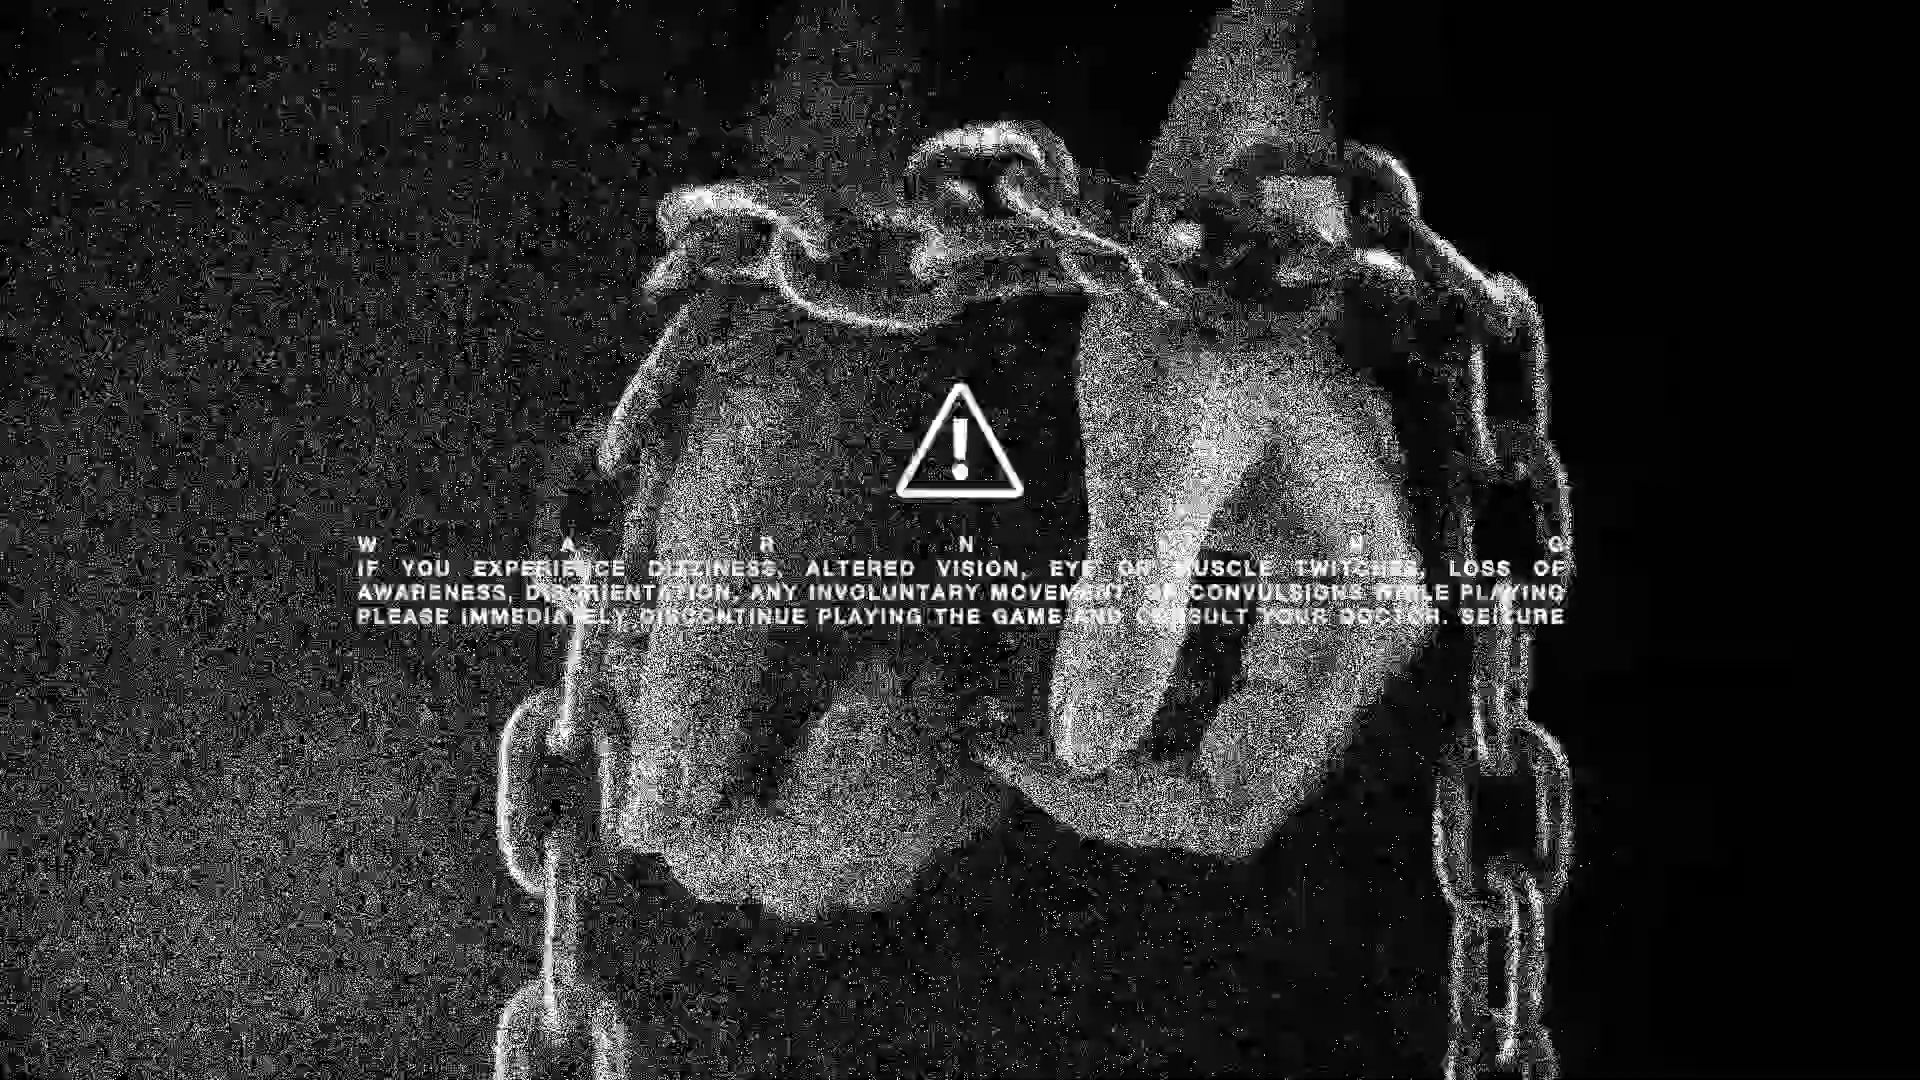 W A R N I N G
IF YOU EXPERIENCE DIZZINESS, ALTERED VISION, EYE OR MUSCLE TWITCHES, LOSS OF
AWARENESS, DISORIENTATION, ANY INVOLUNTARY MOVEMENT, OR CONVULSIONS WHILE PLAYING
PLEASE IMMEDIATELY DISCONTINUE PLAYING THE GAME AND CONSULT YOUR DOCTOR. SEIZURE